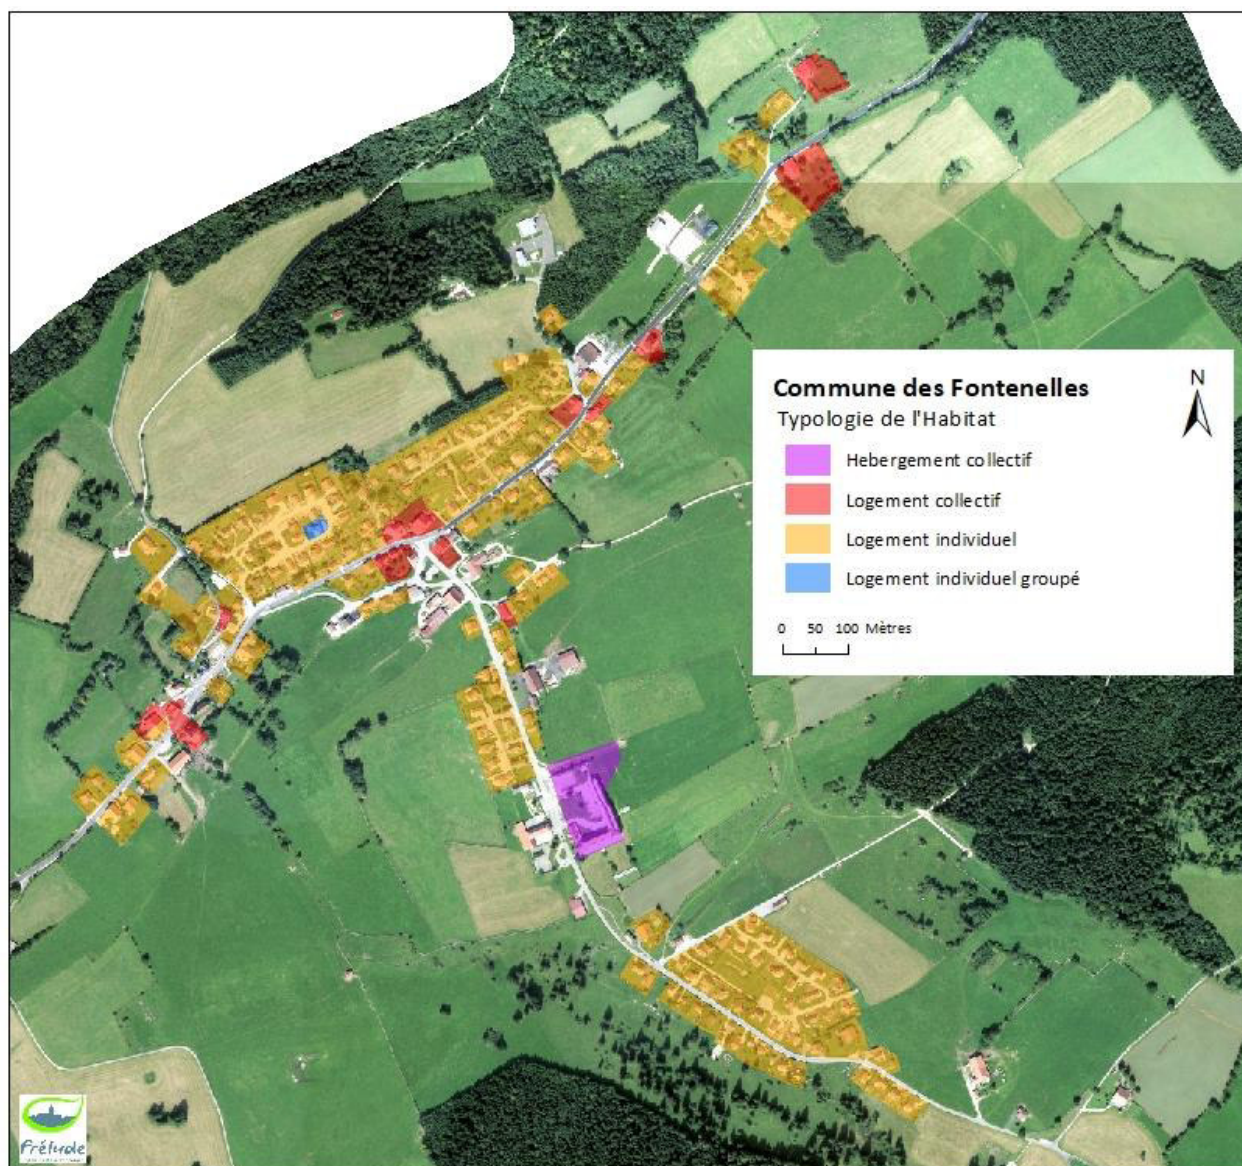 Commune des Fontenelles
Typologie de l'Habitat
N
Hebergement collectif
Logement collectif
Logement individuel
Logement individuel groupé
0 50 100 Mètres
Prélude